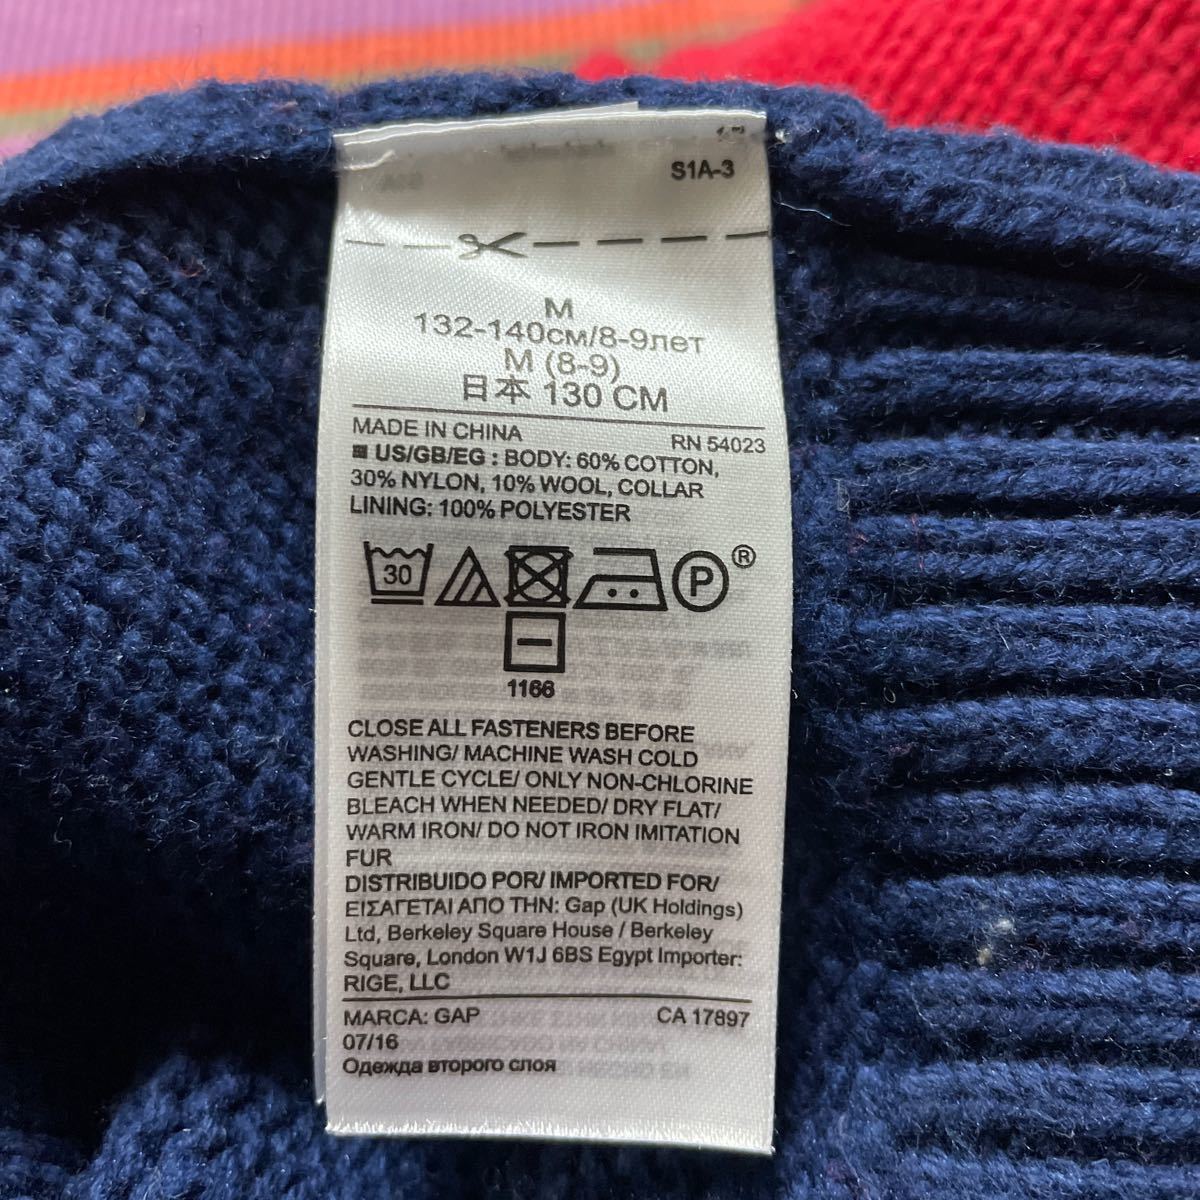 S1A-3
M
132-140см/8-9лет
M (8-9)
日本 130 CM
MADE IN CHINA RN 54023
US/GB/EG : BODY: 60% COTTON,
30% NYLON, 10% WOOL, COLLAR
LINING: 100% POLYESTER
30 P ®
1166
CLOSE ALL FASTENERS BEFORE
WASHING/ MACHINE WASH COLD
GENTLE CYCLE/ ONLY NON-CHLORINE
BLEACH WHEN NEEDED/ DRY FLAT/
WARM IRON/ DO NOT IRON IMITATION
FUR
DISTRIBUIDO POR/ IMPORTED FOR/
ΕΙΣΑΓΕΤΑΙ ΑΠΟ ΤΗΝ: Gap (UK Holdings)
Ltd, Berkeley Square House / Berkeley
Square, London W1J 6BS Egypt Importer:
RIGE, LLC
MARCA: GAP CA 17897
07/16
Одежда второго слоя